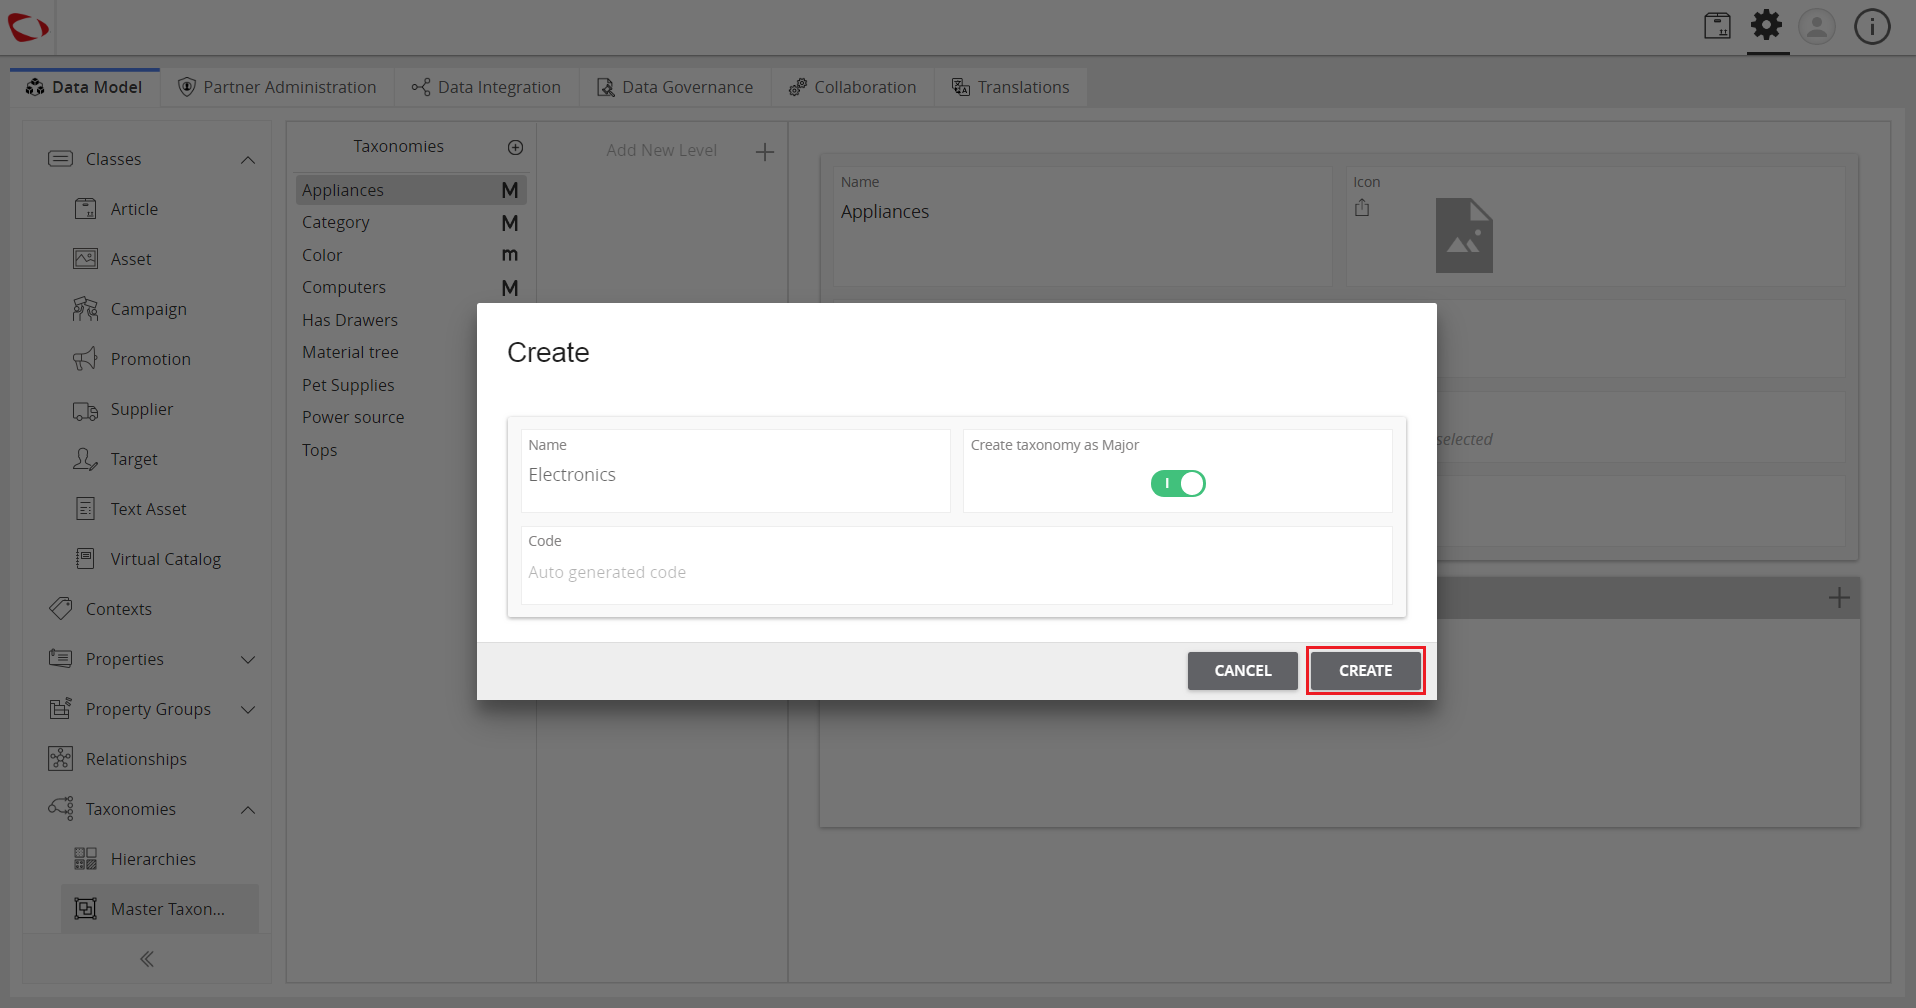 Data Model
Partner Administration
Data Integration
Data Governance
Collaboration
Translations
Classes
Article
Asset
Campaign
Promotion
Supplier
Target
Text Asset
Virtual Catalog
Contexts
Properties
Property Groups
Relationships
Taxonomies
Hierarchies
Master Taxon...
Taxonomies
Appliances M
Category M
Color m
Computers M
Has Drawers
Material tree
Pet Supplies
Power source
Tops
Add New Level
Name
Appliances
Icon
selected
Create
Name
Electronics
Create taxonomy as Major
Code
Auto generated code
CANCEL
CREATE